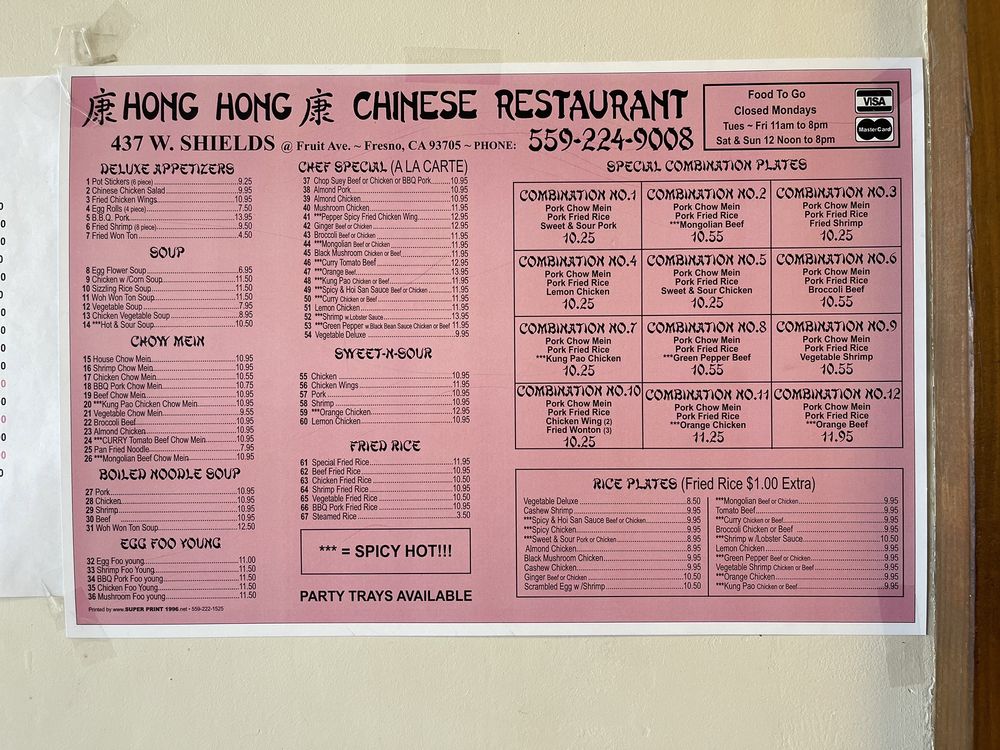 康 HONG HONG 康 CHINESE RESTAURANT
437 W. SHIELDS @ Fruit Ave. ~ Fresno, CA 93705 ~ PHONE: 559-224-9008
Food To Go
Closed Mondays
Tues ~ Fri 11am to 8pm
Sat & Sun 12 Noon to 8pm
VISA
MasterCard
DELUXE APPETIZERS
1 Pot Stickers (6 piece) 9.25
2 Chinese Chicken Salad 9.95
3 Fried Chicken Wings 10.95
4 Egg Rolls (4 piece) 7.50
5 B.B.Q. Pork 13.95
6 Fried Shrimp (8 piece) 9.50
7 Fried Won Ton 4.50
SOUP
8 Egg Flower Soup 6.95
9 Chicken w /Corn Soup 11.50
10 Sizzling Rice Soup 11.50
11 Woh Won Ton Soup 11.50
12 Vegetable Soup 7.95
13 Chicken Vegetable Soup 8.95
14 ***Hot & Sour Soup 10.50
CHOW MEIN
15 House Chow Mein 10.95
16 Shrimp Chow Mein 10.95
17 Chicken Chow Mein 10.55
18 BBQ Pork Chow Mein 10.75
19 Beef Chow Mein 10.95
20 ***Kung Pao Chicken Chow Mein 10.95
21 Vegetable Chow Mein 9.55
22 Broccoli Beef 10.95
23 Almond Chicken 10.95
24 ***CURRY Tomato Beef Chow Mein 10.95
25 Pan Fried Noodle 7.95
26 ***Mongolian Beef Chow Mein 10.95
BOILED NOODLE SOUP
27 Pork 10.95
28 Chicken 10.95
29 Shrimp 10.95
30 Beef 10.95
31 Woh Won Ton Soup 12.50
EGG FOO YOUNG
32 Egg Foo young 11.00
33 Shrimp Foo Young 11.50
34 BBQ Pork Foo young 11.50
35 Chicken Foo Young 11.50
36 Mushroom Foo young 11.50
Printed by www.SUPER PRINT 1996.net • 559-222-1525
CHEF SPECIAL (A LA CARTE)
37 Chop Suey Beef or Chicken or BBQ Pork 10.95
38 Almond Pork 10.95
39 Almond Chicken 10.95
40 Mushroom Chicken 10.95
41 ***Pepper Spicy Fried Chicken Wing 12.95
42 Ginger Beef or Chicken 12.95
43 Broccoli Beef or Chicken 11.95
44 ***Mongolian Beef or Chicken 11.95
45 Black Mushroom Chicken or Beef 11.95
46 ***Curry Tomato Beef 12.95
47 ***Orange Beef 13.95
48 ***Kung Pao Chicken or Beef 11.95
49 ***Spicy & Hoi San Sauce Beef or Chicken 11.95
50 ***Curry Chicken or Beef 11.95
51 Lemon Chicken 11.95
52 ***Shrimp w.Lobster Sauce 13.95
53 ***Green Pepper w.Black Bean Sauce Chicken or Beef 11.95
54 Vegetable Deluxe 9.95
SWEET-N-SOUR
55 Chicken 10.95
56 Chicken Wings 11.95
57 Pork 10.95
58 Shrimp 10.95
59 ***Orange Chicken 12.95
60 Lemon Chicken 10.95
FRIED RICE
61 Special Fried Rice 11.95
62 Beef Fried Rice 10.95
63 Chicken Fried Rice 10.50
64 Shrimp Fried Rice 10.95
65 Vegetable Fried Rice 10.50
66 BBQ Pork Fried Rice 10.95
67 Steamed Rice 3.50
*** = SPICY HOT!!!
PARTY TRAYS AVAILABLE
SPECIAL COMBINATION PLATES
COMBINATION NO.1
Pork Chow Mein
Pork Fried Rice
Sweet & Sour Pork
10.25
COMBINATION NO.2
Pork Chow Mein
Pork Fried Rice
***Mongolian Beef
10.55
COMBINATION NO.3
Pork Chow Mein
Pork Fried Rice
Fried Shrimp
10.25
COMBINATION NO.4
Pork Chow Mein
Pork Fried Rice
Lemon Chicken
10.25
COMBINATION NO.5
Pork Chow Mein
Pork Fried Rice
Sweet & Sour Chicken
10.25
COMBINATION NO.6
Pork Chow Mein
Pork Fried Rice
Broccoli Beef
10.55
COMBINATION NO.7
Pork Chow Mein
Pork Fried Rice
***Kung Pao Chicken
10.25
COMBINATION NO.8
Pork Chow Mein
Pork Fried Rice
***Green Pepper Beef
10.55
COMBINATION NO.9
Pork Chow Mein
Pork Fried Rice
Vegetable Shrimp
10.55
COMBINATION NO.10
Pork Chow Mein
Pork Fried Rice
Chicken Wing (2)
Fried Wonton (3)
10.25
COMBINATION NO.11
Pork Chow Mein
Pork Fried Rice
***Orange Chicken
11.25
COMBINATION NO.12
Pork Chow Mein
Pork Fried Rice
***Orange Beef
11.95
RICE PLATES (Fried Rice $1.00 Extra)
Vegetable Deluxe 8.50
Cashew Shrimp 9.95
***Spicy & Hoi San Sauce Beef or Chicken 9.95
***Spicy Chicken 9.95
***Sweet & Sour Pork or Chicken 8.95
Almond Chicken 8.95
Black Mushroom Chicken 9.95
Cashew Chicken 9.95
Ginger Beef or Chicken 10.50
Scrambled Egg w /Shrimp 10.50
***Mongolian Beef or Chicken 9.95
Tomato Beef 9.95
***Curry Chicken or Beef 9.95
Broccoli Chicken or Beef 9.95
***Shrimp w /Lobster Sauce 10.50
Lemon Chicken 9.95
***Green Pepper Beef or Chicken 9.95
Vegetable Shrimp Chicken or Beef 9.95
***Orange Chicken 9.95
***Kung Pao Chicken or Beef 9.95